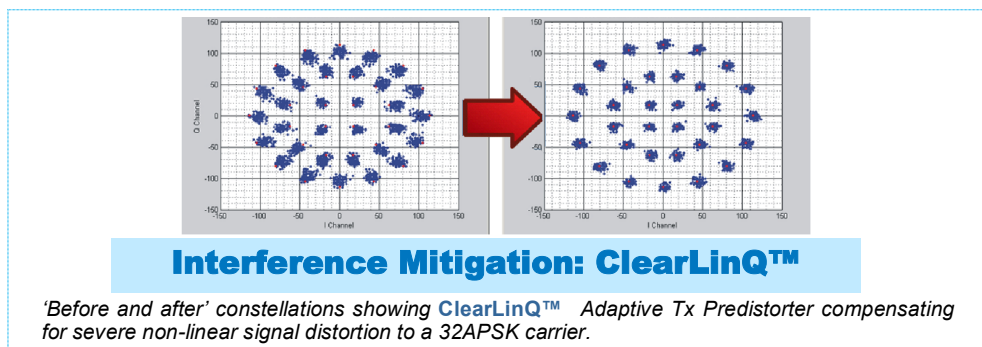 150
100
50
0
-50
-100
-150
-150 -100 -50 0 50 100 150
Q Channel
I Channel
150
100
50
0
-50
-100
-150
-150 -100 -50 0 50 100 150
I Channel
Interference Mitigation: ClearLinQ™
‘Before and after’ constellations showing ClearLinQ™ Adaptive Tx Predistorter compensating
for severe non-linear signal distortion to a 32APSK carrier.